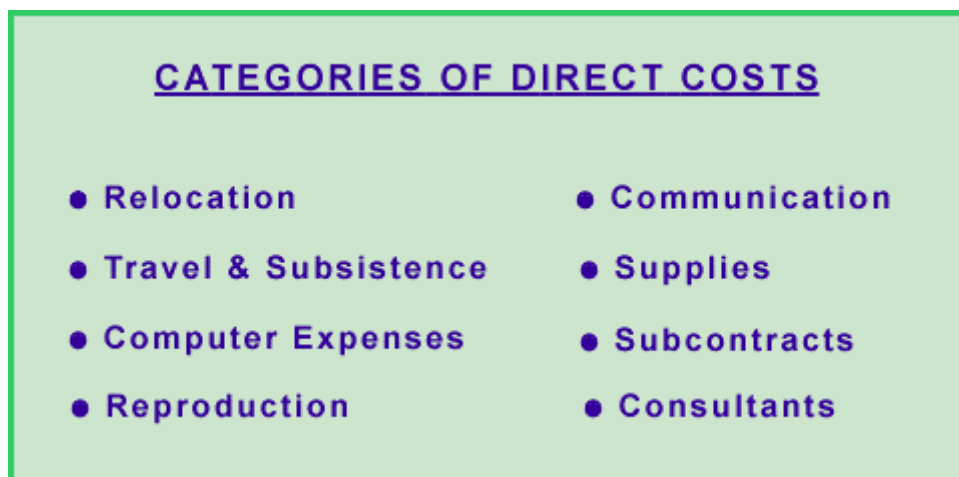 CATEGORIES OF DIRECT COSTS
● Relocation
● Travel & Subsistence
● Computer Expenses
● Reproduction
● Communication
● Supplies
● Subcontracts
● Consultants